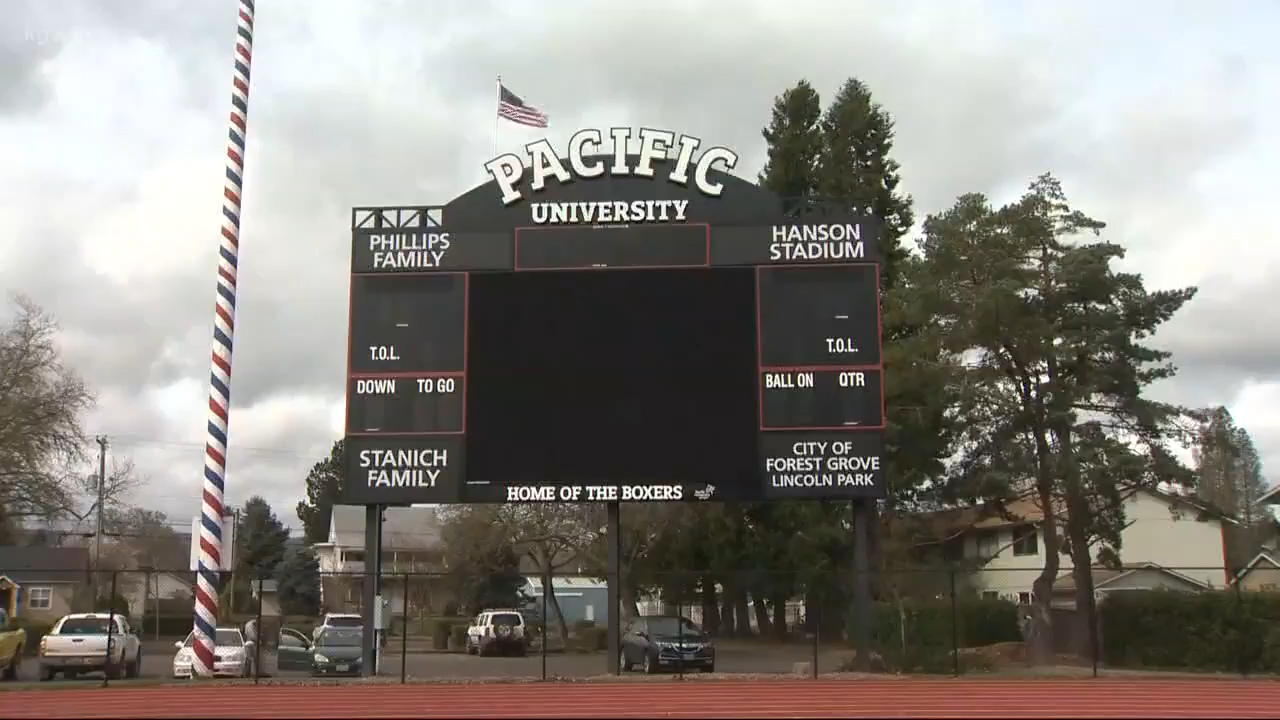 PACIFIC
UNIVERSITY
PHILLIPS
FAMILY
HANSON
STADIUM
T.O.L.
T.O.L.
DOWN TO GO
BALL ON QTR
STANICH
FAMILY
CITY OF
FOREST GROVE
LINCOLN PARK
HOME OF THE BOXERS